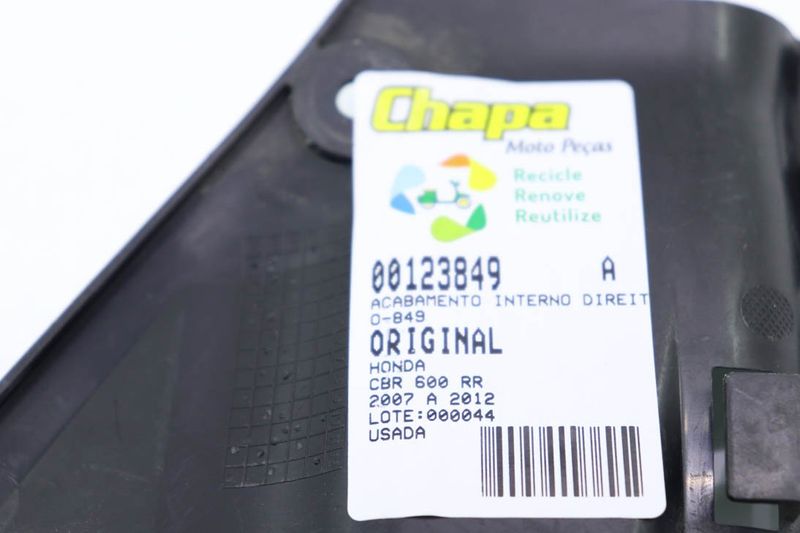 Chapa
Moto Peças
Recicle
Renove
Reutilize
00123849 A
ACABAMENTO INTERNO DIREIT
O-849
ORIGINAL
HONDA
CBR 600 RR
2007 A 2012
LOTE:000044
USADA